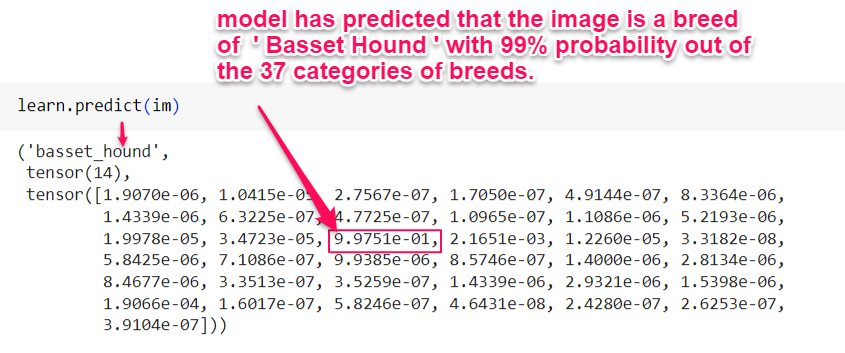 model has predicted that the image is a breed
of ' Basset Hound ' with 99% probability out of
the 37 categories of breeds.
learn.predict(im)
('basset_hound',
tensor(14),
tensor([1.9070e-06, 1.0415e-05, 2.7567e-07, 1.7050e-07, 4.9144e-07, 8.3364e-06,
1.4339e-06, 6.3225e-07, 4.7725e-07, 1.0965e-07, 1.1086e-06, 5.2193e-06,
1.9978e-05, 3.4723e-05, 9.9751e-01, 2.1651e-03, 1.2260e-05, 3.3182e-08,
5.8425e-06, 7.1086e-07, 9.9385e-06, 8.5746e-07, 1.4000e-06, 2.8134e-06,
8.4677e-06, 3.3513e-07, 3.5259e-07, 1.4339e-06, 2.9321e-06, 1.5398e-06,
1.9066e-04, 1.6017e-07, 5.8246e-07, 4.6431e-08, 2.4280e-07, 2.6253e-07,
3.9104e-07]))